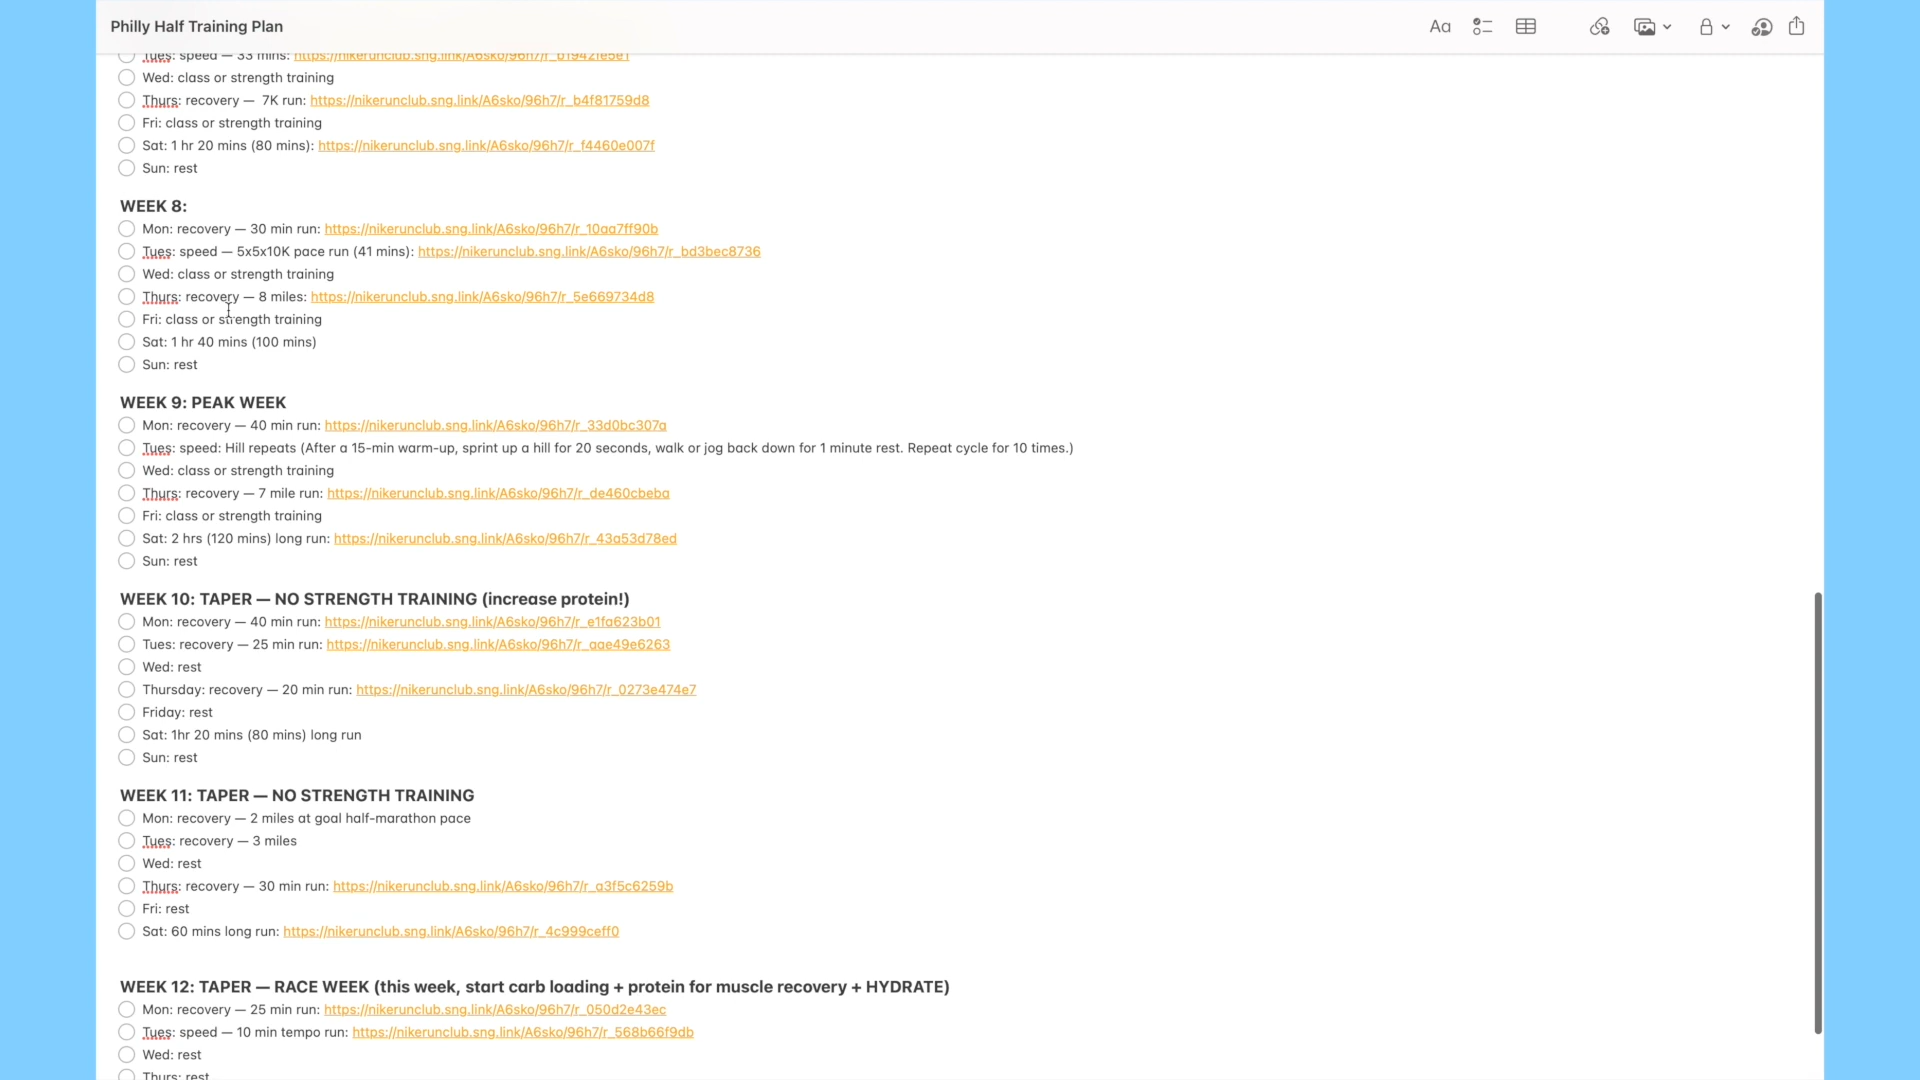 Philly Half Training Plan
Aa
Tues: speed — 33 mins: https://nikerunclub.sng.link/A6sko/96h7/r_b1942fe5e1
Wed: class or strength training
Thurs: recovery —  7K run: https://nikerunclub.sng.link/A6sko/96h7/r_b4f81759d8
Fri: class or strength training
Sat: 1 hr 20 mins (80 mins): https://nikerunclub.sng.link/A6sko/96h7/r_f4460e007f
Sun: rest
WEEK 8:
Mon: recovery — 30 min run: https://nikerunclub.sng.link/A6sko/96h7/r_10aa7ff90b
Tues: speed — 5x5x10K pace run (41 mins): https://nikerunclub.sng.link/A6sko/96h7/r_bd3bec8736
Wed: class or strength training
Thurs: recovery — 8 miles: https://nikerunclub.sng.link/A6sko/96h7/r_5e669734d8
Fri: class or strength training
Sat: 1 hr 40 mins (100 mins)
Sun: rest
WEEK 9: PEAK WEEK
Mon: recovery — 40 min run: https://nikerunclub.sng.link/A6sko/96h7/r_33d0bc307a
Tues: speed: Hill repeats (After a 15-min warm-up, sprint up a hill for 20 seconds, walk or jog back down for 1 minute rest. Repeat cycle for 10 times.)
Wed: class or strength training
Thurs: recovery — 7 mile run: https://nikerunclub.sng.link/A6sko/96h7/r_de460cbeba
Fri: class or strength training
Sat: 2 hrs (120 mins) long run: https://nikerunclub.sng.link/A6sko/96h7/r_43a53d78ed
Sun: rest
WEEK 10: TAPER — NO STRENGTH TRAINING (increase protein!)
Mon: recovery — 40 min run: https://nikerunclub.sng.link/A6sko/96h7/r_e1fa623b01
Tues: recovery — 25 min run: https://nikerunclub.sng.link/A6sko/96h7/r_aae49e6263
Wed: rest
Thursday: recovery — 20 min run: https://nikerunclub.sng.link/A6sko/96h7/r_0273e474e7
Friday: rest
Sat: 1hr 20 mins (80 mins) long run
Sun: rest
WEEK 11: TAPER — NO STRENGTH TRAINING
Mon: recovery — 2 miles at goal half-marathon pace
Tues: recovery — 3 miles
Wed: rest
Thurs: recovery — 30 min run: https://nikerunclub.sng.link/A6sko/96h7/r_a3f5c6259b
Fri: rest
Sat: 60 mins long run: https://nikerunclub.sng.link/A6sko/96h7/r_4c999ceff0
WEEK 12: TAPER — RACE WEEK (this week, start carb loading + protein for muscle recovery + HYDRATE)
Mon: recovery — 25 min run: https://nikerunclub.sng.link/A6sko/96h7/r_050d2e43ec
Tues: speed — 10 min tempo run: https://nikerunclub.sng.link/A6sko/96h7/r_568b66f9db
Wed: rest
Thurs: rest